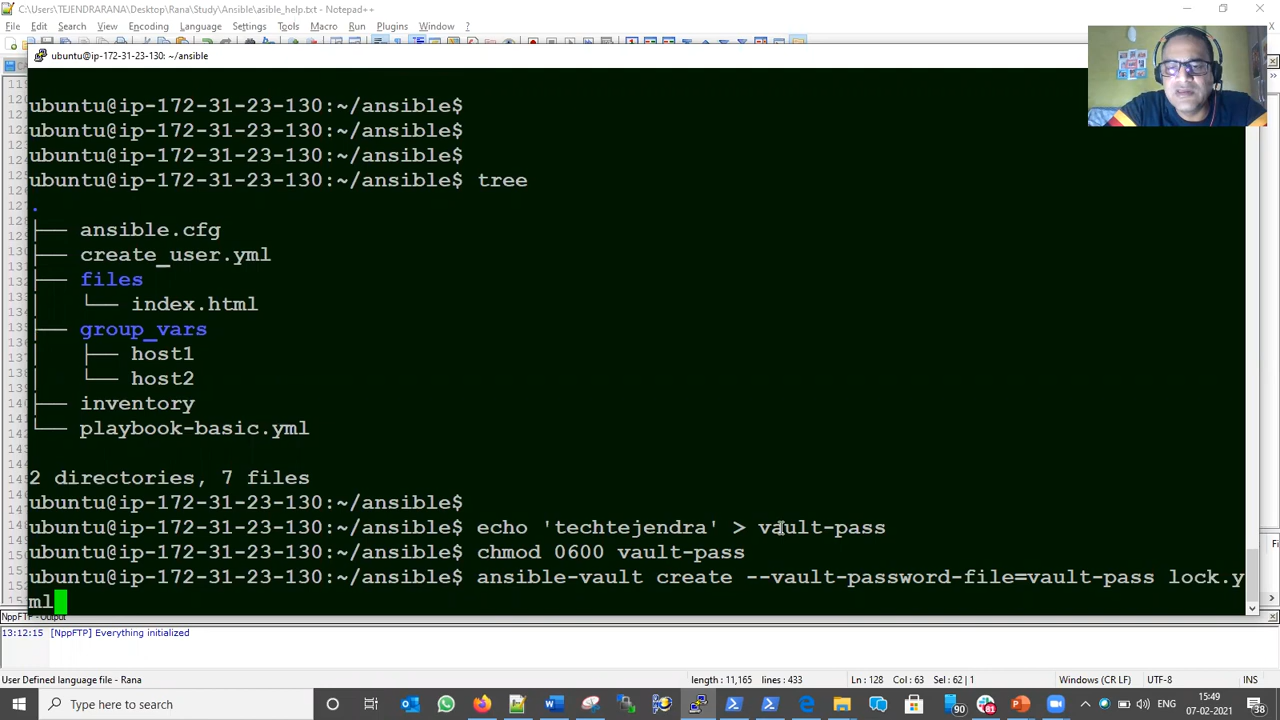 C:\Users\TEJENDRARANA\Desktop\Rana\Study\Ansible\asible_help.txt - Notepad++
File Edit Search View Encoding Language Settings Tools Macro Run Plugins Window ?
ubuntu@ip-172-31-23-130: ~/ansible
ubuntu@ip-172-31-23-130:~/ansible$
ubuntu@ip-172-31-23-130:~/ansible$
ubuntu@ip-172-31-23-130:~/ansible$
ubuntu@ip-172-31-23-130:~/ansible$ tree
.
├── ansible.cfg
├── create_user.yml
├── files
│   └── index.html
├── group_vars
│   ├── host1
│   └── host2
├── inventory
└── playbook-basic.yml
2 directories, 7 files
ubuntu@ip-172-31-23-130:~/ansible$
ubuntu@ip-172-31-23-130:~/ansible$ echo 'techtejendra' > vault-pass
ubuntu@ip-172-31-23-130:~/ansible$ chmod 0600 vault-pass
ubuntu@ip-172-31-23-130:~/ansible$ ansible-vault create --vault-password-file=vault-pass lock.y
ml
NppFTP - Output
13:12:15 [NppFTP] Everything initialized
User Defined language file - Rana length : 11,165 lines : 433 Ln : 128 Col : 63 Sel : 62 | 1 Windows (CR LF) UTF-8 INS
Type here to search
15:49
07-02-2021
90
81
38